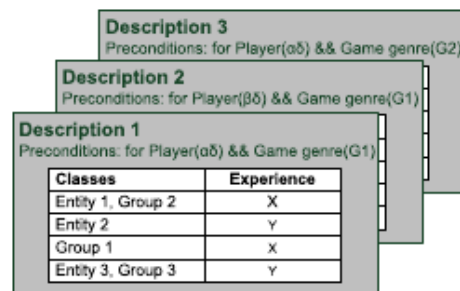 Description 3
Preconditions: for Player(αδ) && Game genre(G2)
Description 2
Preconditions: for Player(βδ) && Game genre(G1)
Description 1
Preconditions: for Player(αδ) && Game genre(G1)
Classes Experience
Entity 1, Group 2 X
Entity 2 Y
Group 1 X
Entity 3, Group 3 Y